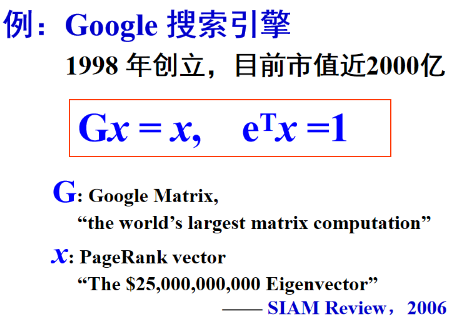 例：Google 搜索引擎
1998 年创立，目前市值近2000亿
Gx = x, eᵀx =1
G: Google Matrix,
“the world’s largest matrix computation”
x: PageRank vector
“The $25,000,000,000 Eigenvector”
—— SIAM Review，2006